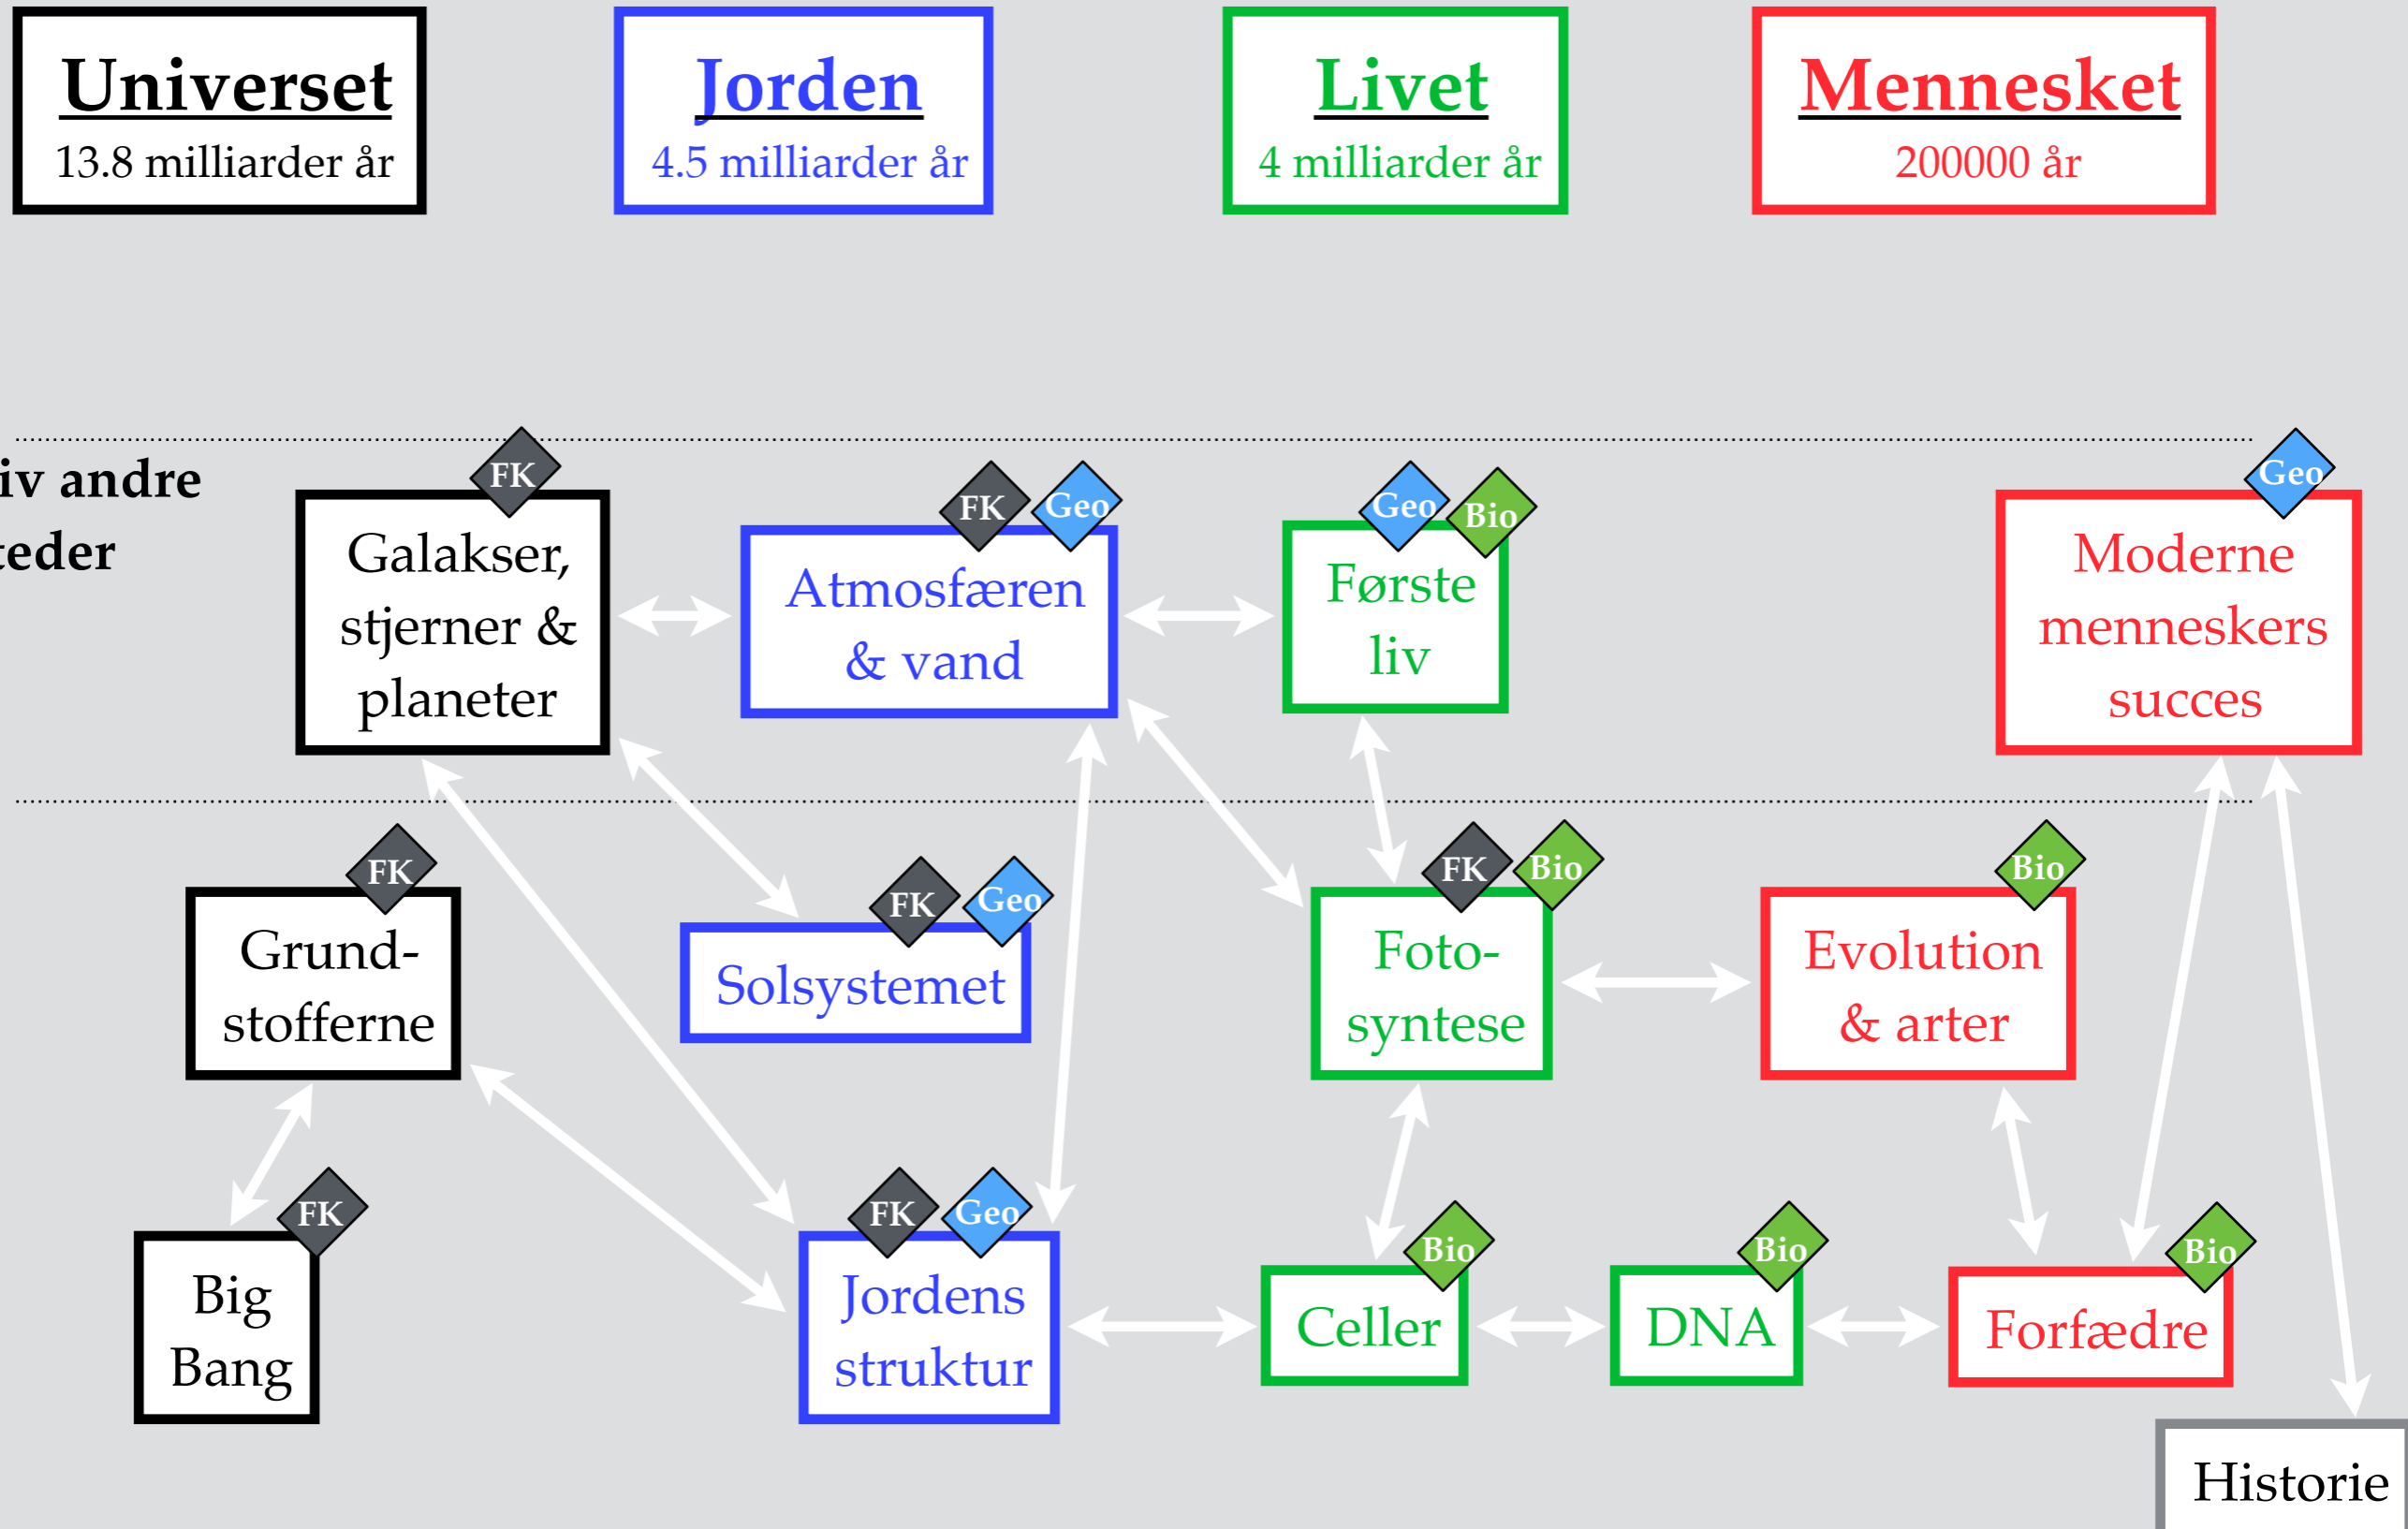 Universet
13.8 milliarder år
Jorden
4.5 milliarder år
Livet
4 milliarder år
Mennesket
200000 år
iv andre
teder
FK
Galakser,
stjerner &
planeter
FK
Geo
Atmosfæren
& vand
Geo
Bio
Første
liv
Geo
Moderne
menneskers
succes
FK
Grund-
stofferne
FK
Geo
Solsystemet
FK
Bio
Foto-
syntese
Bio
Evolution
& arter
FK
Big
Bang
FK
Geo
Jordens
struktur
Bio
Celler
Bio
DNA
Bio
Forfædre
Historie